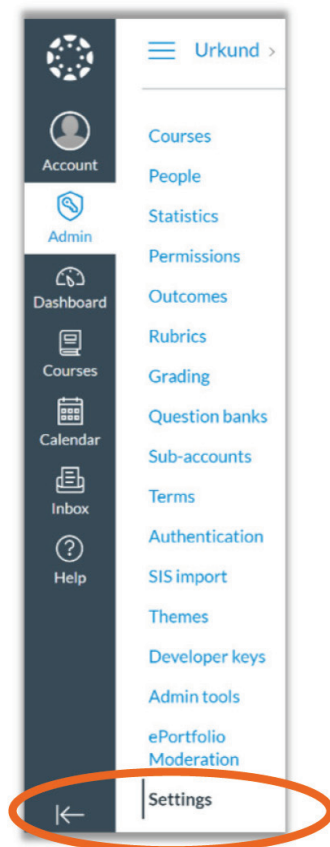 Urkund >
Account
Admin
Dashboard
Courses
Calendar
Inbox
Help
Courses
People
Statistics
Permissions
Outcomes
Rubrics
Grading
Question banks
Sub-accounts
Terms
Authentication
SIS import
Themes
Developer keys
Admin tools
ePortfolio
Moderation
Settings